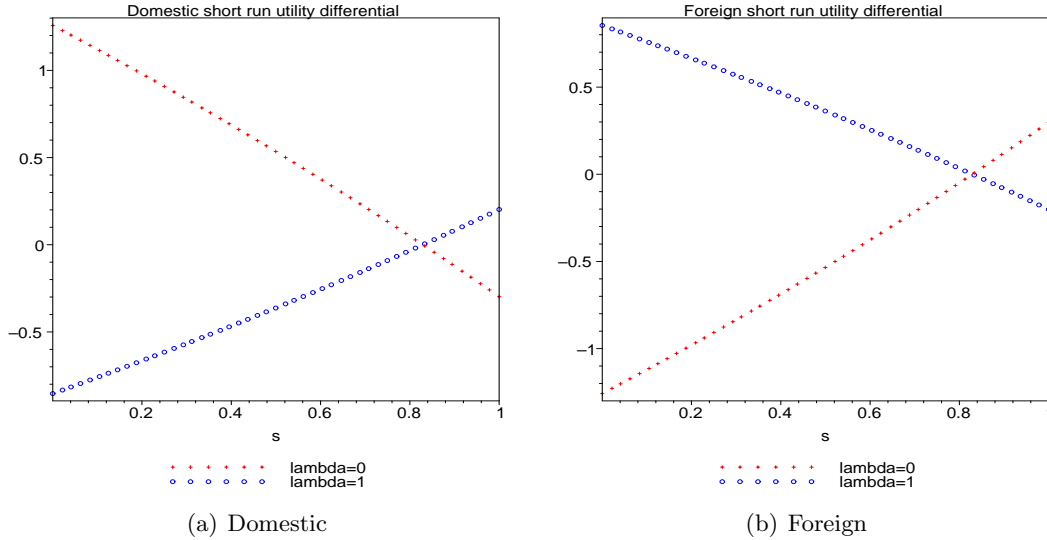 Domestic short run utility differential
1
0.5
0
–0.5
0.2 0.4 0.6 0.8 1
s
lambda=0
lambda=1
(a) Domestic
Foreign short run utility differential
0.5
0
–0.5
–1
0.2 0.4 0.6 0.8 1
s
lambda=0
lambda=1
(b) Foreign